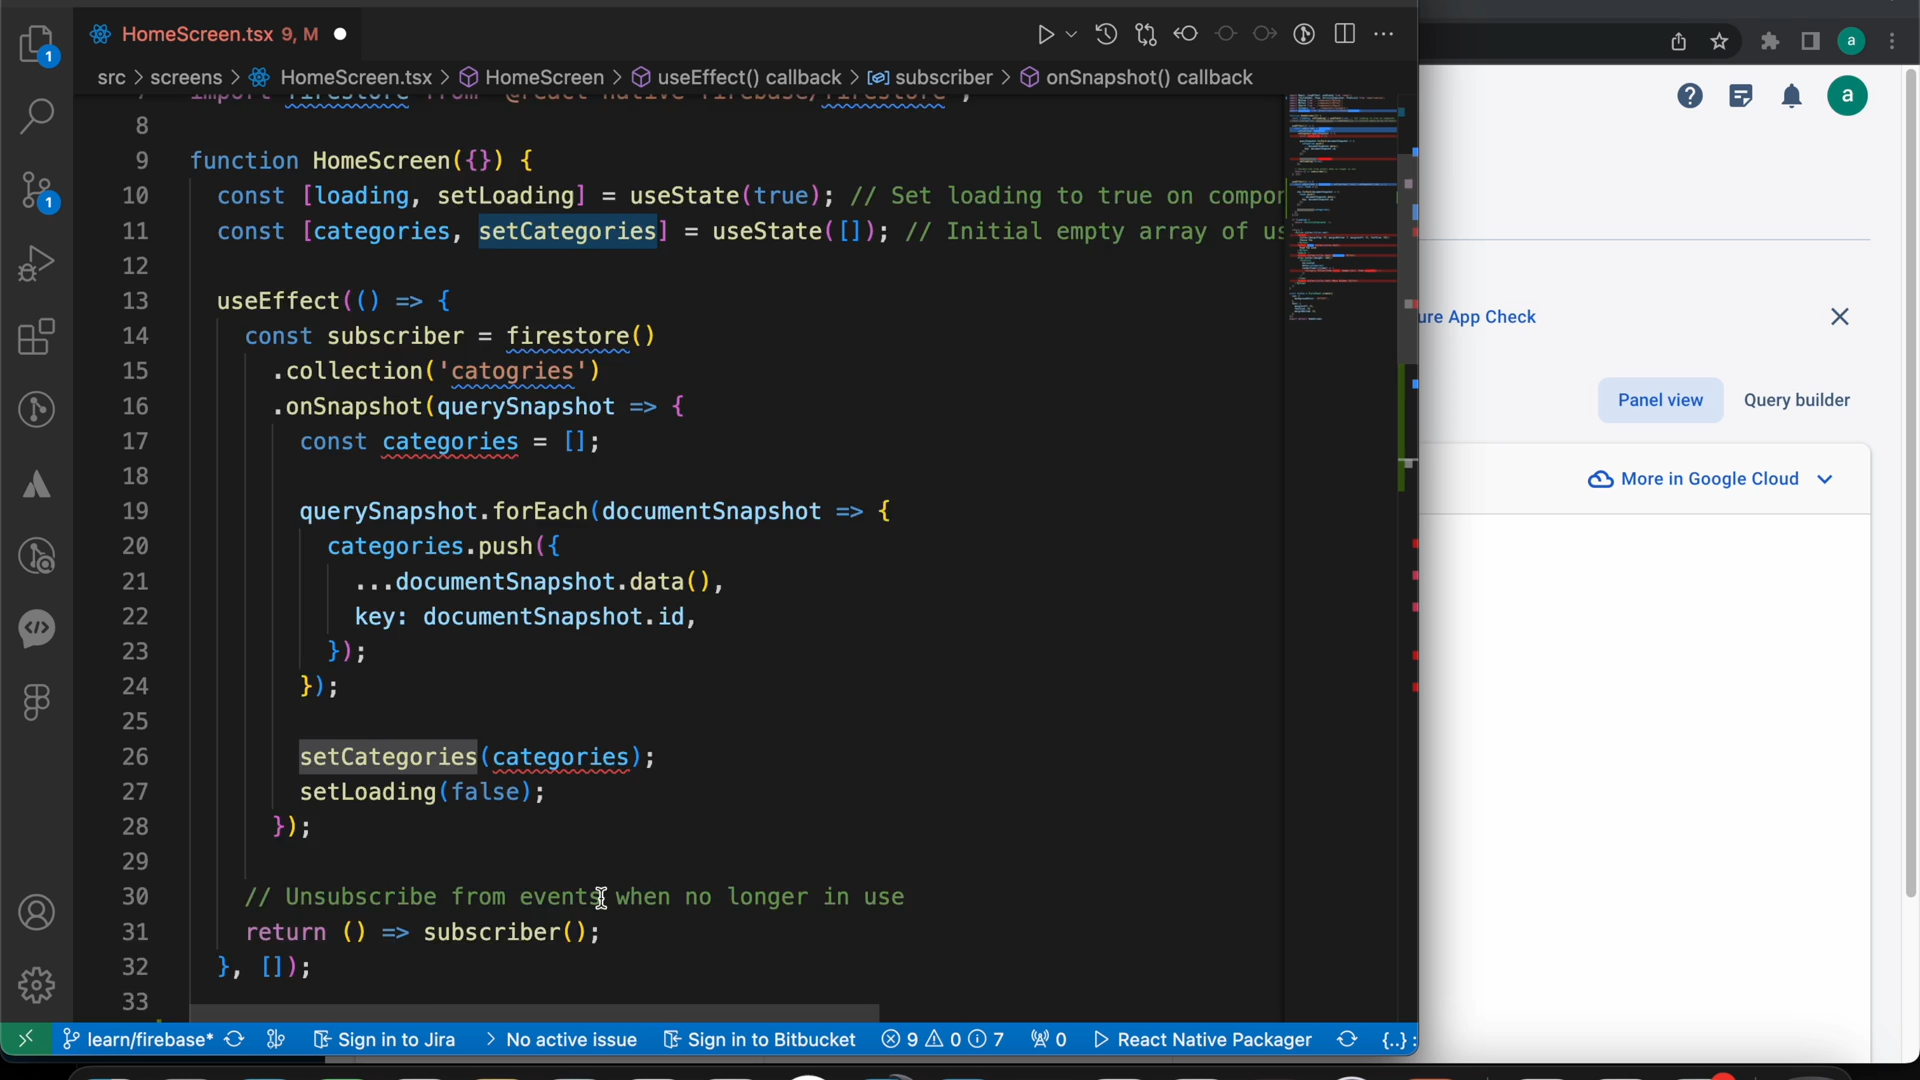 HomeScreen.tsx 9, M
a
src > screens > HomeScreen.tsx > HomeScreen > useEffect() callback > subscriber > onSnapshot() callback
a
8
9 function HomeScreen({}) {
10 const [loading, setLoading] = useState(true); // Set loading to true on compon
11 const [categories, setCategories] = useState([]); // Initial empty array of us
12
13 useEffect(() => {
14 const subscriber = firestore()
15 .collection('catogries')
16 .onSnapshot(querySnapshot => {
17 const categories = [];
18
19 querySnapshot.forEach(documentSnapshot => {
20 categories.push({
21 ...documentSnapshot.data(),
22 key: documentSnapshot.id,
23 });
24 });
25
26 setCategories(categories);
27 setLoading(false);
28 });
29
30 // Unsubscribe from events when no longer in use
31 return () => subscriber();
32 }, []);
33
ure App Check
Panel view Query builder
More in Google Cloud
1
1
learn/firebase* Sign in to Jira > No active issue Sign in to Bitbucket 9 0 7 0 React Native Packager {..} :